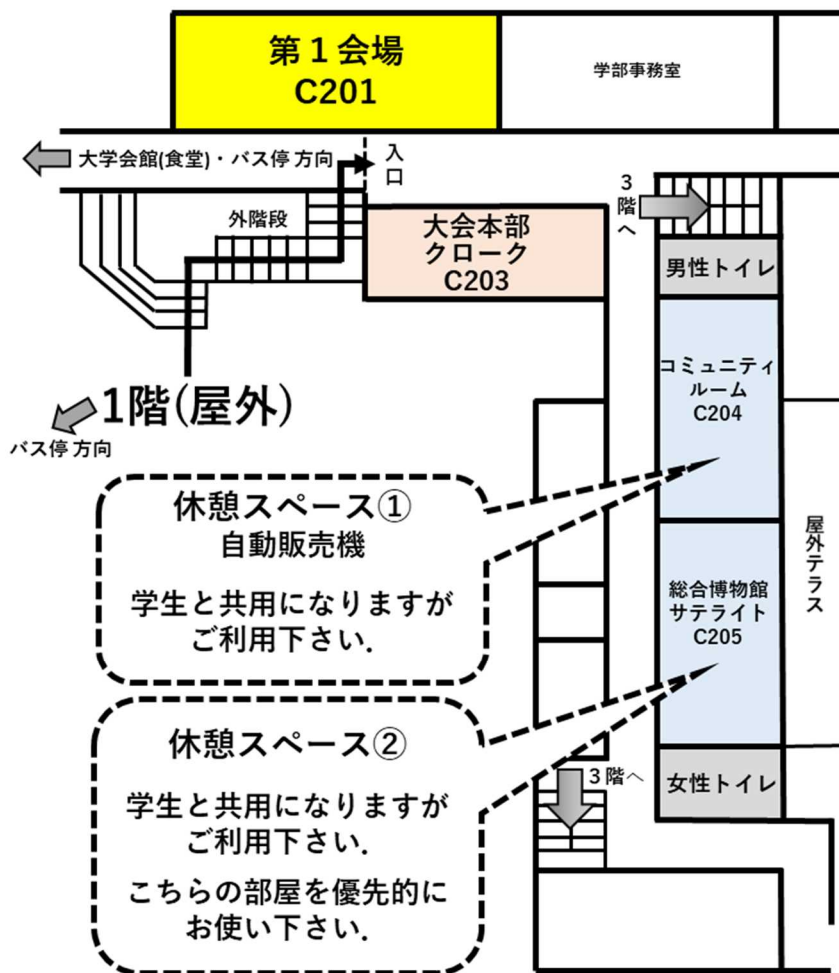 第１会場
C201
学部事務室
大学会館(食堂)・バス停 方向
入
口
3
階
へ
外階段
大会本部
クローク
C203
男性トイレ
コミュニティ
ルーム
C204
1階(屋外)
バス停 方向
休憩スペース①
自動販売機
学生と共用になりますが
ご利用下さい.
屋外テラス
総合博物館
サテライト
C205
休憩スペース②
学生と共用になりますが
ご利用下さい.
こちらの部屋を優先的に
お使い下さい.
3階へ
女性トイレ